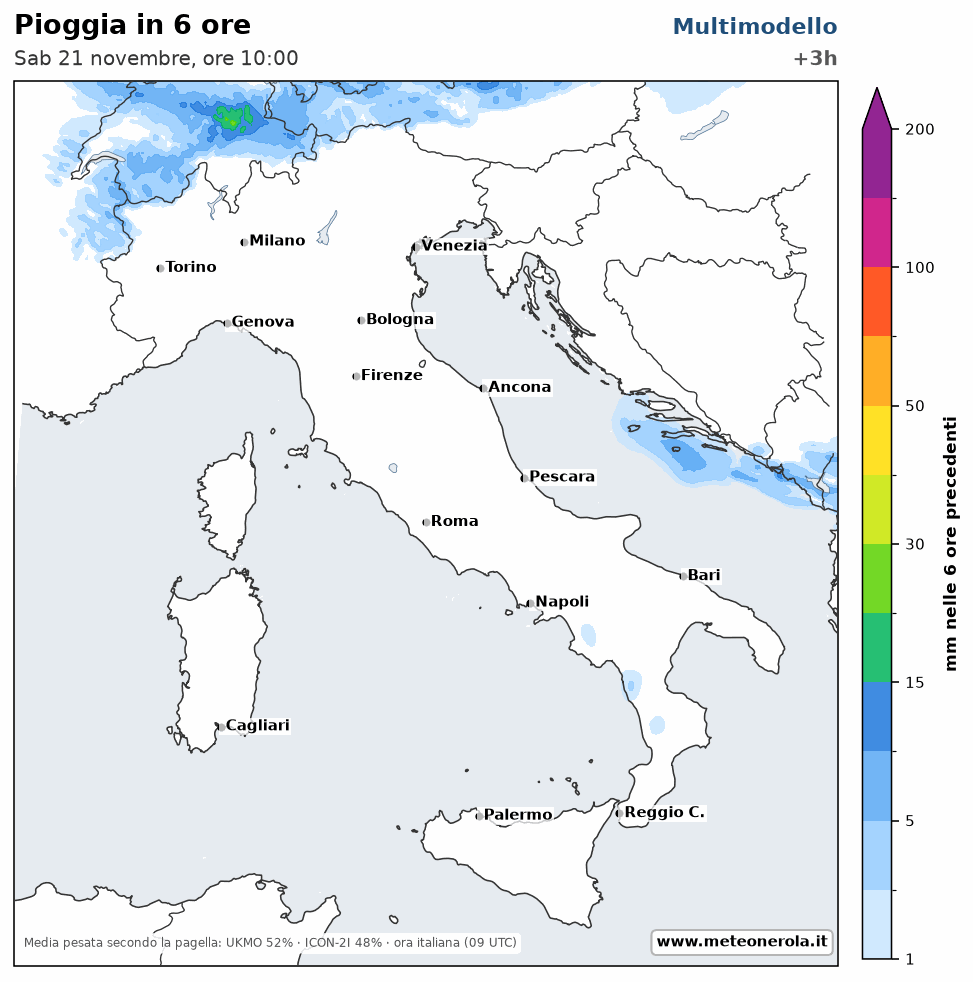 Pioggia in 6 ore
Multimodello
Sab 21 novembre, ore 10:00
+3h
200
100
50
30
15
5
1
mm nelle 6 ore precedenti
Milano
Venezia
Torino
Genova
Bologna
Firenze
Ancona
Pescara
Roma
Bari
Napoli
Cagliari
Palermo
Reggio C.
Media pesata secondo la pagella: UKMO 52% · ICON-2I 48% · ora italiana (09 UTC)
www.meteonerola.it